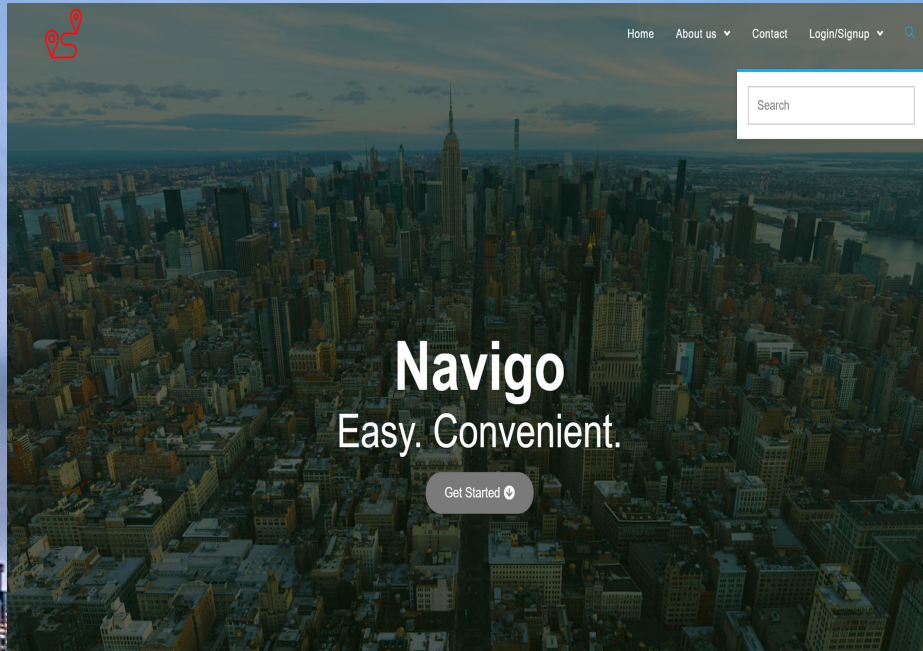 Home About us Contact Login/Signup
Search
Navigo
Easy. Convenient.
Get Started